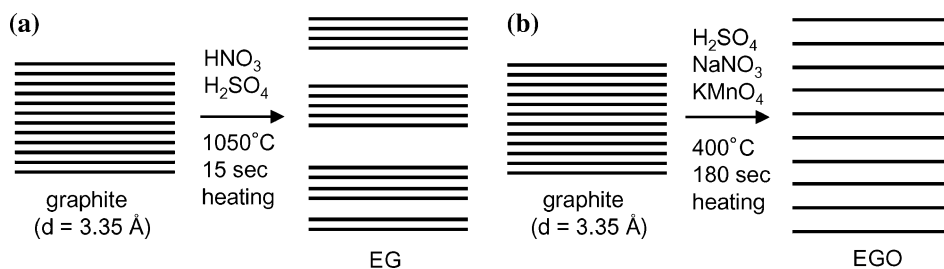 (a)
HNO₃
H₂SO₄
1050°C
15 sec
heating
graphite
(d = 3.35 Å)
EG
(b)
H₂SO₄
NaNO₃
KMnO₄
400°C
180 sec
heating
graphite
(d = 3.35 Å)
EGO